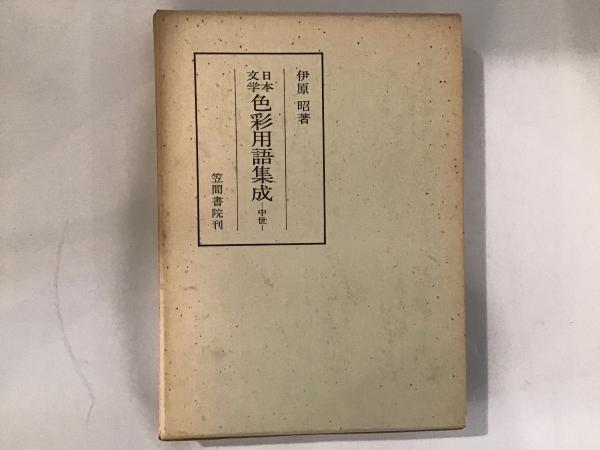 伊原 昭著
日本文学 色彩用語集成 -中世-
笠間書院刊